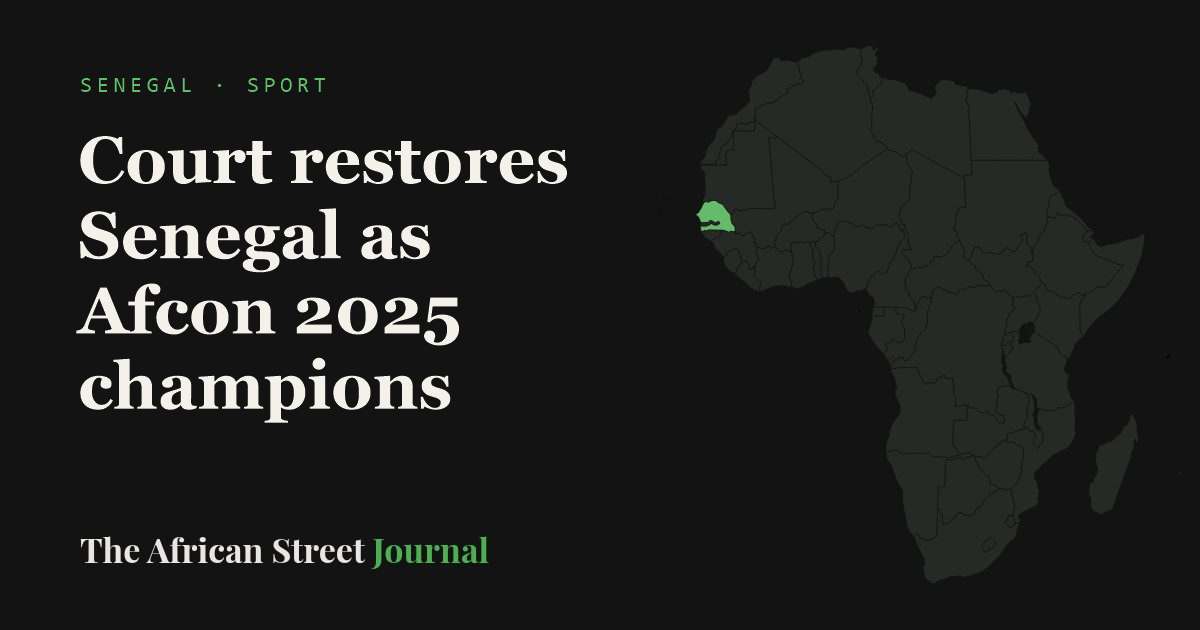 SENEGAL · SPORT
Court restores
Senegal as
Afcon 2025
champions
The African Street Journal